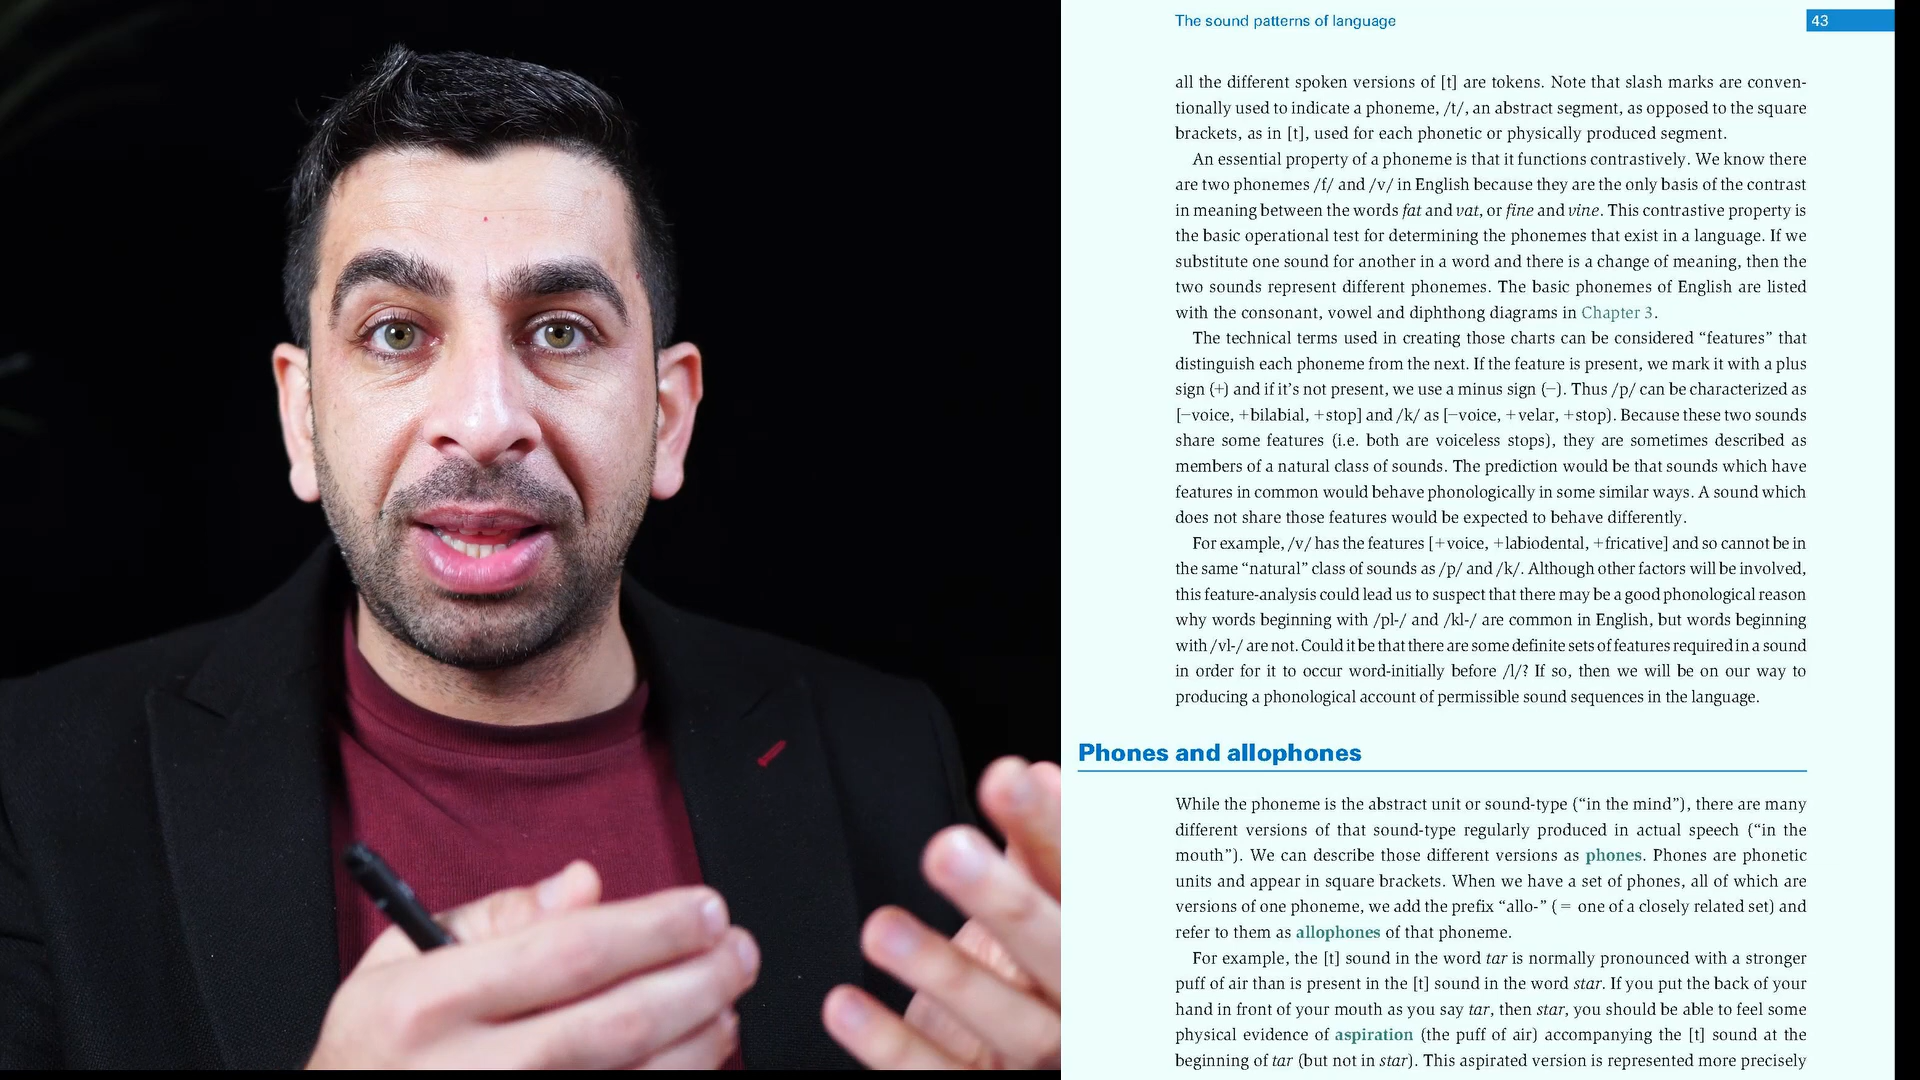 The sound patterns of language
43
all the different spoken versions of [t] are tokens. Note that slash marks are conven-
tionally used to indicate a phoneme, /t/, an abstract segment, as opposed to the square
brackets, as in [t], used for each phonetic or physically produced segment.
An essential property of a phoneme is that it functions contrastively. We know there
are two phonemes /f/ and /v/ in English because they are the only basis of the contrast
in meaning between the words fat and vat, or fine and vine. This contrastive property is
the basic operational test for determining the phonemes that exist in a language. If we
substitute one sound for another in a word and there is a change of meaning, then the
two sounds represent different phonemes. The basic phonemes of English are listed
with the consonant, vowel and diphthong diagrams in Chapter 3.
The technical terms used in creating those charts can be considered “features” that
distinguish each phoneme from the next. If the feature is present, we mark it with a plus
sign (+) and if it’s not present, we use a minus sign (−). Thus /p/ can be characterized as
[−voice, +bilabial, +stop] and /k/ as [−voice, +velar, +stop). Because these two sounds
share some features (i.e. both are voiceless stops), they are sometimes described as
members of a natural class of sounds. The prediction would be that sounds which have
features in common would behave phonologically in some similar ways. A sound which
does not share those features would be expected to behave differently.
For example, /v/ has the features [+voice, +labiodental, +fricative] and so cannot be in
the same “natural” class of sounds as /p/ and /k/. Although other factors will be involved,
this feature-analysis could lead us to suspect that there may be a good phonological reason
why words beginning with /pl-/ and /kl-/ are common in English, but words beginning
with /vl-/ are not. Could it be that there are some definite sets of features required in a sound
in order for it to occur word-initially before /l/? If so, then we will be on our way to
producing a phonological account of permissible sound sequences in the language.
Phones and allophones
While the phoneme is the abstract unit or sound-type (“in the mind”), there are many
different versions of that sound-type regularly produced in actual speech (“in the
mouth”). We can describe those different versions as phones. Phones are phonetic
units and appear in square brackets. When we have a set of phones, all of which are
versions of one phoneme, we add the prefix “allo-” (= one of a closely related set) and
refer to them as allophones of that phoneme.
For example, the [t] sound in the word tar is normally pronounced with a stronger
puff of air than is present in the [t] sound in the word star. If you put the back of your
hand in front of your mouth as you say tar, then star, you should be able to feel some
physical evidence of aspiration (the puff of air) accompanying the [t] sound at the
beginning of tar (but not in star). This aspirated version is represented more precisely